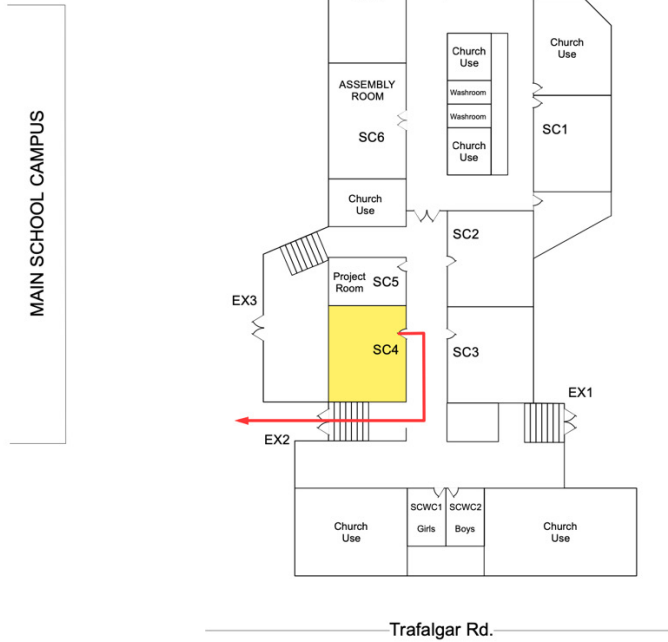 MAIN SCHOOL CAMPUS
Church
Use
Church
Use
ASSEMBLY
ROOM
Washroom
Washroom
SC6
SC1
Church
Use
Church
Use
SC2
Project
Room
SC5
EX3
SC4
SC3
EX1
EX2
SCWC1
SCWC2
Girls
Boys
Church
Use
Church
Use
Trafalgar Rd.